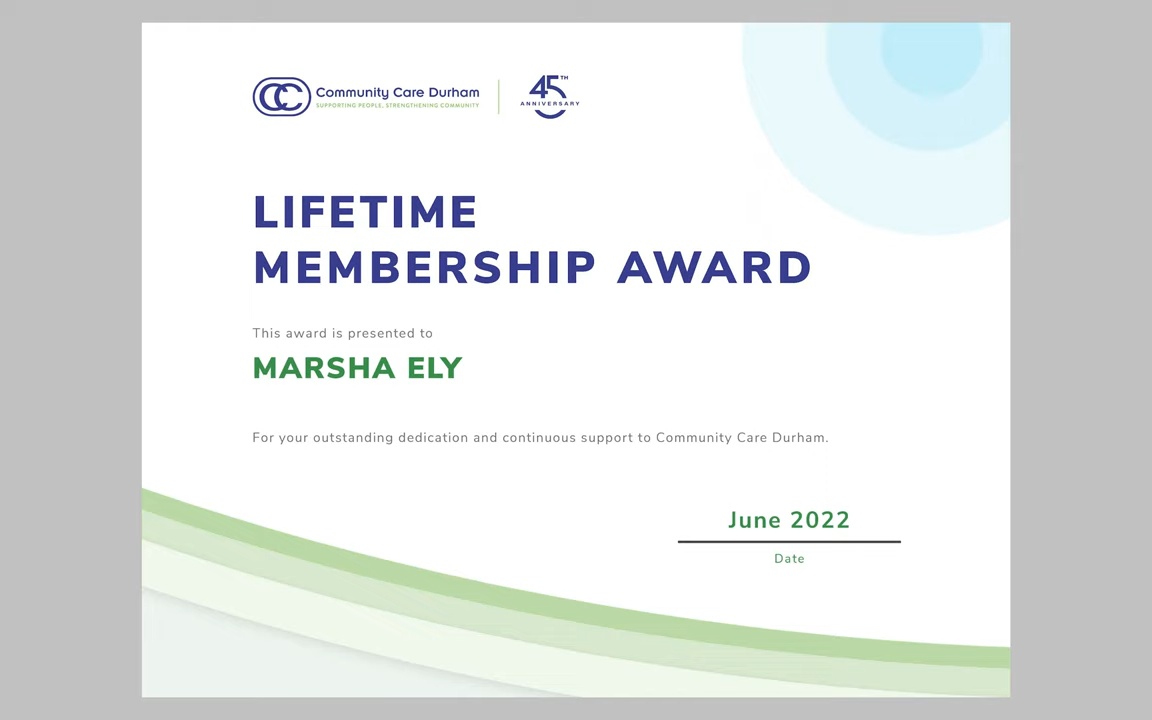 Community Care Durham
SUPPORTING PEOPLE, STRENGTHENING COMMUNITY
45TH
ANNIVERSARY
LIFETIME
MEMBERSHIP AWARD
This award is presented to
MARSHA ELY
For your outstanding dedication and continuous support to Community Care Durham.
June 2022
Date